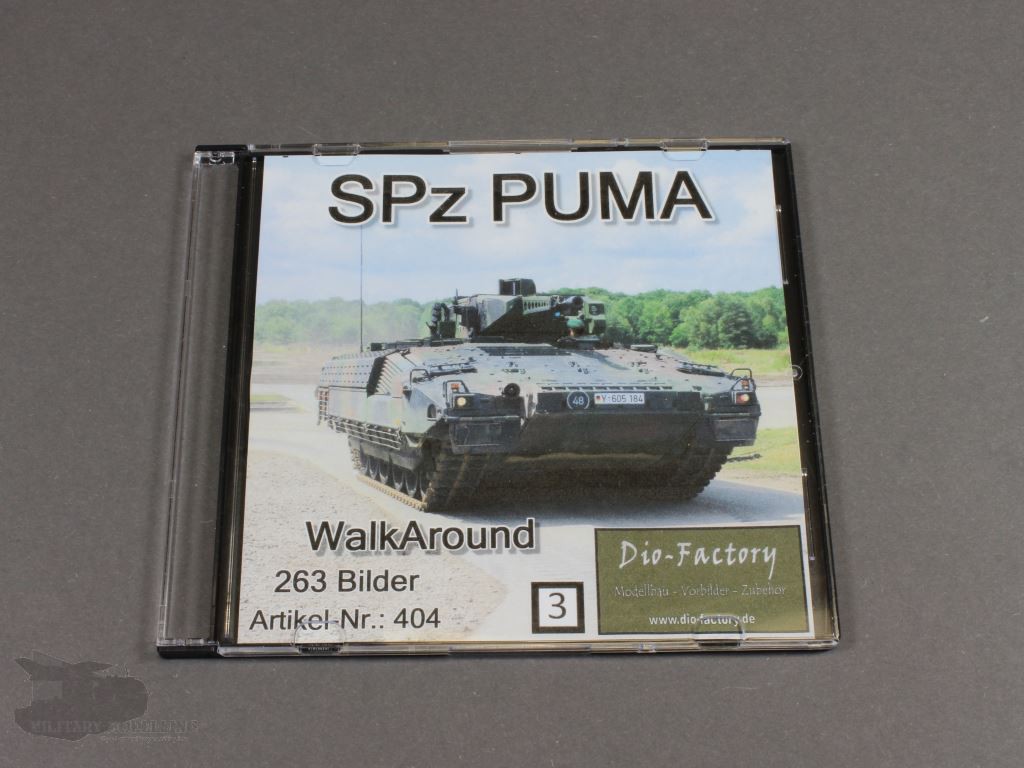 SPz PUMA
48
Y-605 184
WalkAround
263 Bilder
Artikel-Nr.: 404
3
Dio-Factory
Modellbau - Vorbilder - Zubehör
www.dio-factory.de
MILITARY-MODELLING